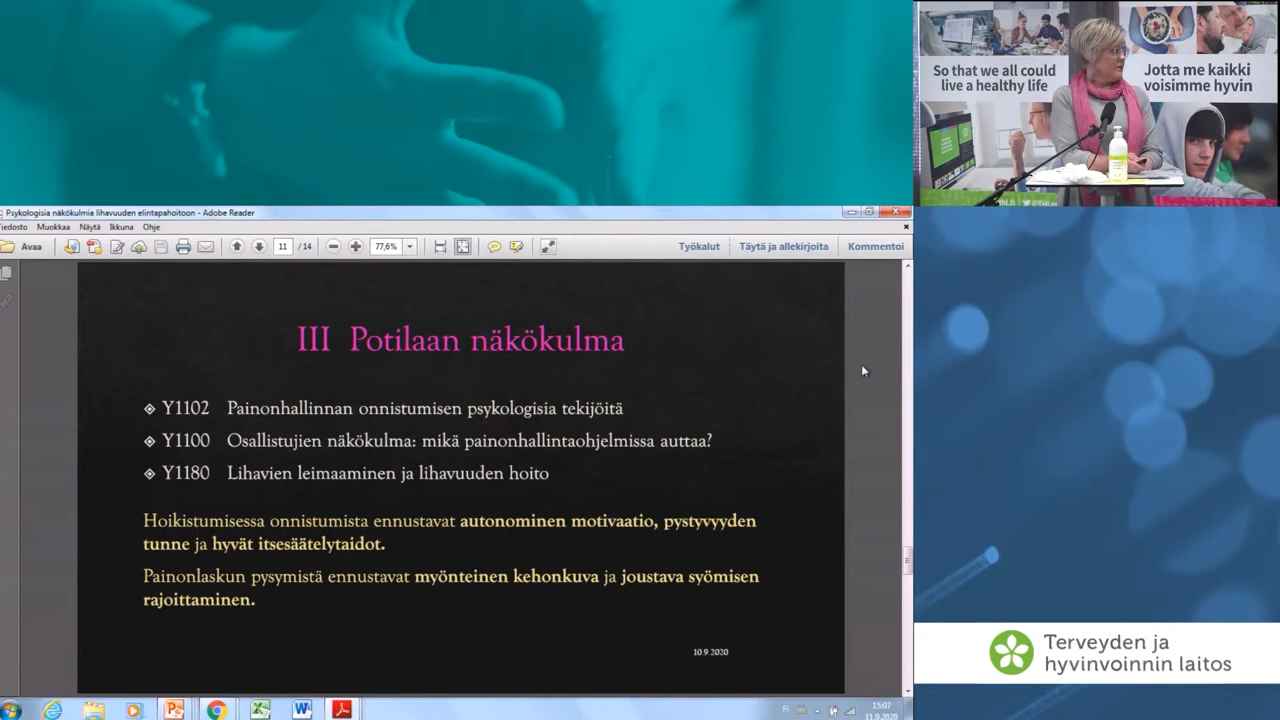 So that we all could
live a healthy life
Jotta me kaikki
voisimme hyvin
Psykologisia näkökulmia lihavuuden elintapahoitoon - Adobe Reader
Tiedosto Muokkaa Näytä Ikkuna Ohje
Avaa 11 / 14 77,6% Työkalut Täytä ja allekirjoita Kommentoi
III Potilaan näkökulma
Y1102 Painonhallinnan onnistumisen psykologisia tekijöitä
Y1100 Osallistujien näkökulma: mikä painonhallintaohjelmissa auttaa?
Y1180 Lihavien leimaaminen ja lihavuuden hoito
Hoikistumisessa onnistumista ennustavat autonominen motivaatio, pystyvyyden
tunne ja hyvät itsesäätelytaidot.
Painonlaskun pysymistä ennustavat myönteinen kehonkuva ja joustava syömisen
rajoittaminen.
10.9.2020
Terveyden ja
hyvinvoinnin laitos
FI
15:07
11.9.2020